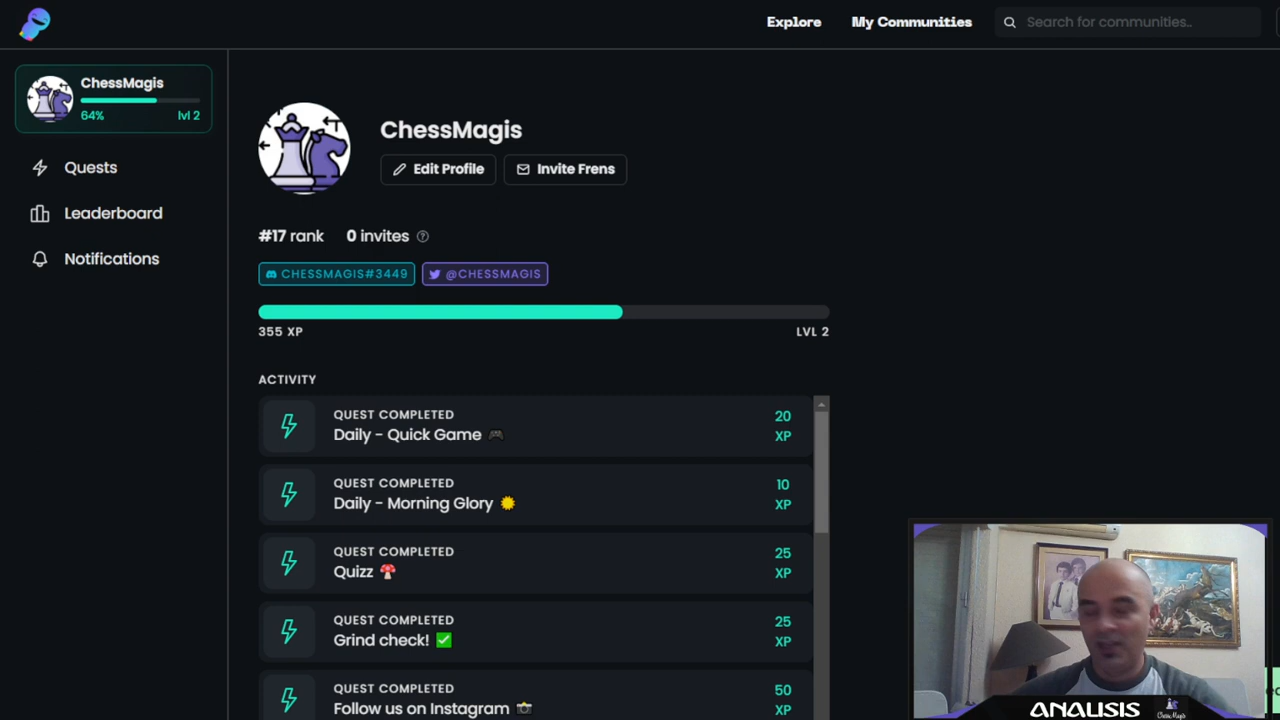 Explore
My Communities
Search for communities..
ChessMagis
64%
lvl 2
Quests
Leaderboard
Notifications
ChessMagis
Edit Profile
Invite Frens
#17 rank
0 invites
CHESSMAGIS#3449
@CHESSMAGIS
355 XP
LVL 2
ACTIVITY
QUEST COMPLETED
Daily - Quick Game 🎮
20
XP
QUEST COMPLETED
Daily - Morning Glory
10
XP
QUEST COMPLETED
Quizz 🍄
25
XP
QUEST COMPLETED
Grind check! ✅
25
XP
QUEST COMPLETED
Follow us on Instagram 📸
50
XP
ANALISIS